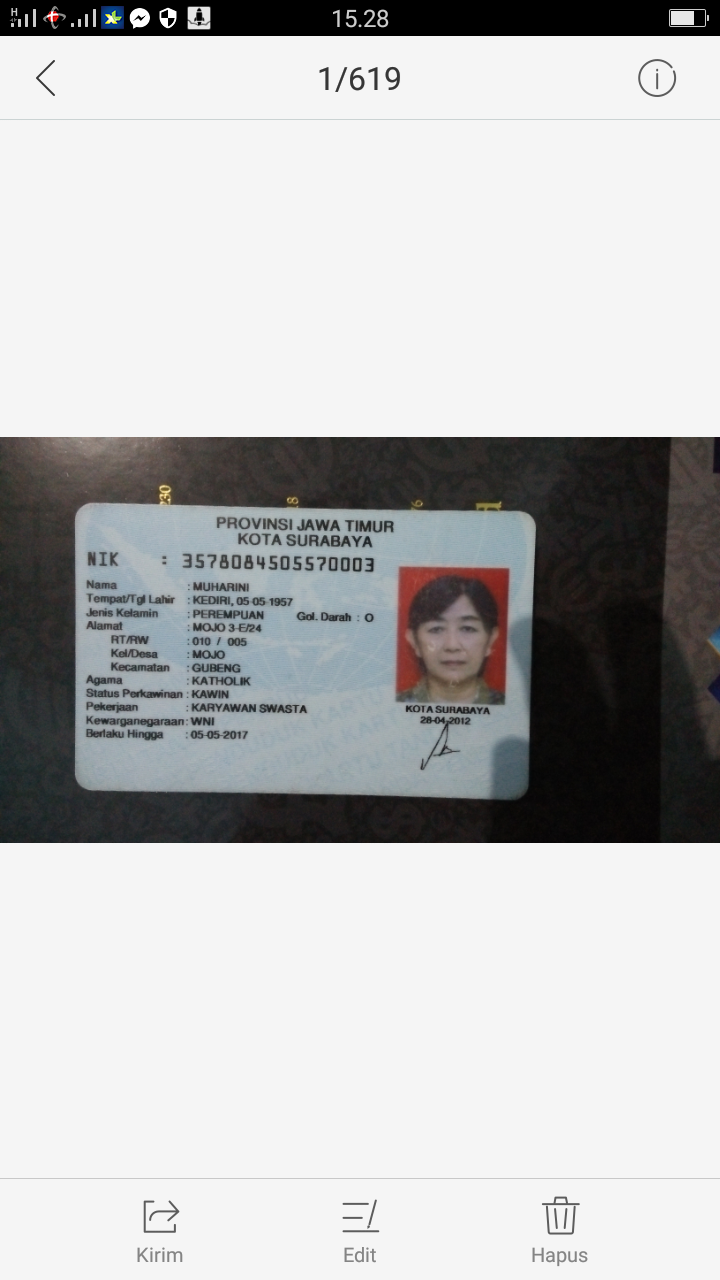 15.28
1/619
230
PROVINSI JAWA TIMUR
KOTA SURABAYA
NIK : 3578084505570003
Nama : MUHARINI
Tempat/Tgl Lahir : KEDIRI, 05-05-1957
Jenis Kelamin : PEREMPUAN Gol. Darah : O
Alamat : MOJO 3-E/24
RT/RW : 010 / 005
Kel/Desa : MOJO
Kecamatan : GUBENG
Agama : KATHOLIK
Status Perkawinan : KAWIN
Pekerjaan : KARYAWAN SWASTA
Kewarganegaraan : WNI
Berlaku Hingga : 05-05-2017
KOTA SURABAYA
28-04-2012
Kirim
Edit
Hapus